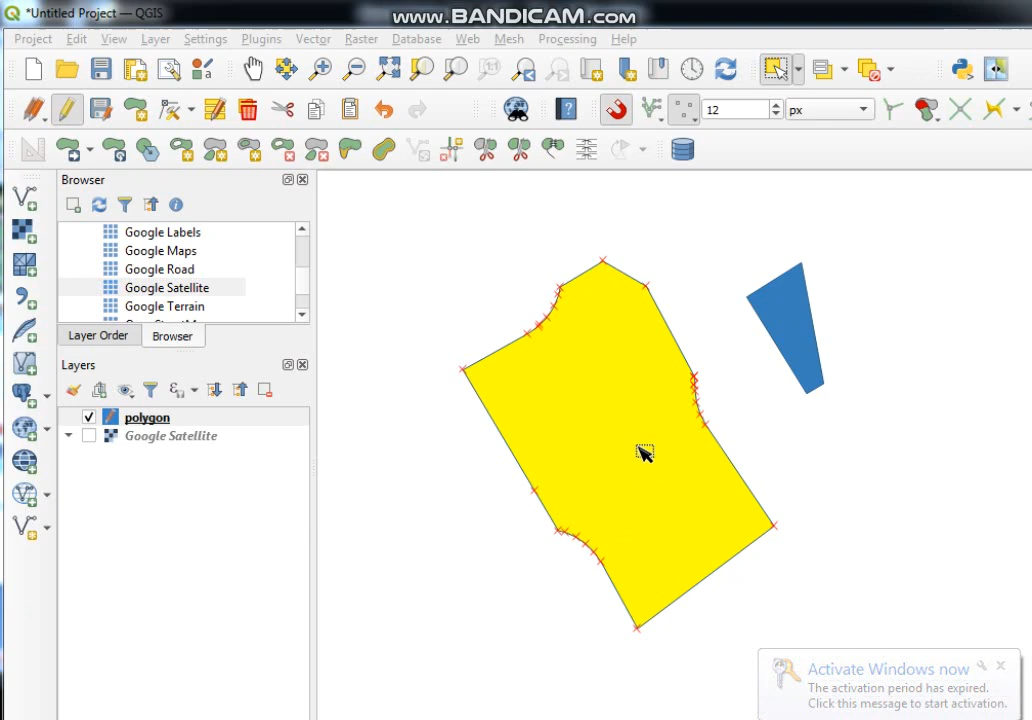 *Untitled Project — QGIS
www.BANDICAM.com
Project Edit View Layer Settings Plugins Vector Raster Database Web Mesh Processing Help
12 px
Browser
Google Labels
Google Maps
Google Road
Google Satellite
Google Terrain
Layer Order Browser
Layers
polygon
Google Satellite
Activate Windows now
The activation period has expired.
Click this message to start activation.